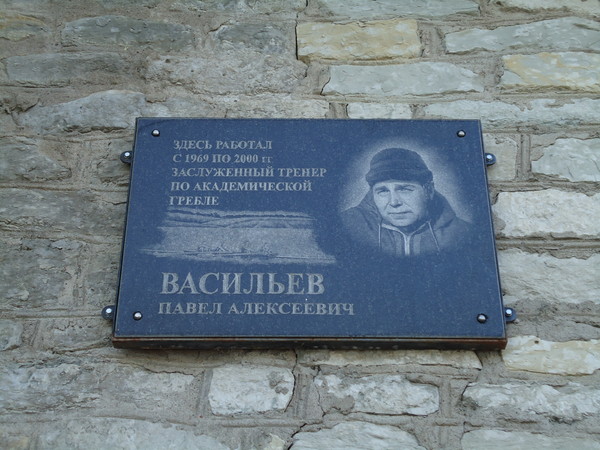 ЗДЕСЬ РАБОТАЛ
С 1969 ПО 2000 гг
ЗАСЛУЖЕННЫЙ ТРЕНЕР
ПО АКАДЕМИЧЕСКОЙ
ГРЕБЛЕ
ВАСИЛЬЕВ
ПАВЕЛ АЛЕКСЕЕВИЧ